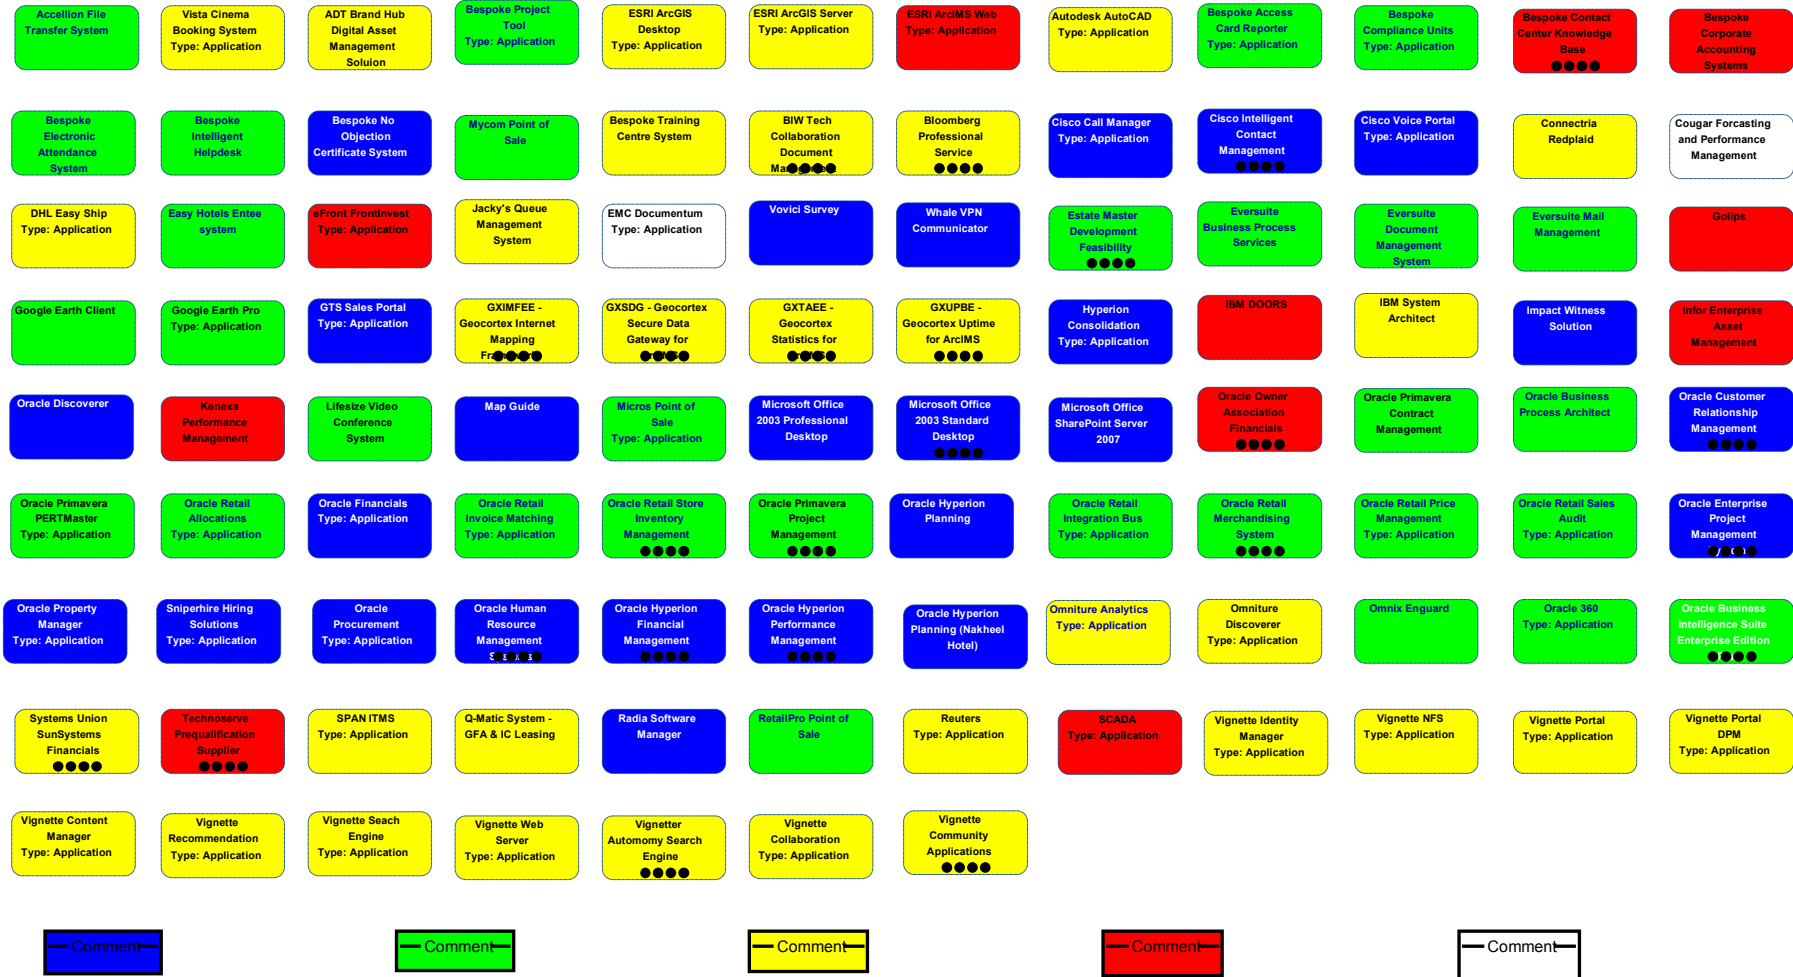 Accellion File
Transfer System
Vista Cinema
Booking System
Type: Application
ADT Brand Hub
Digital Asset
Management
Soluion
Bespoke Project
Tool
Type: Application
ESRI ArcGIS
Desktop
Type: Application
ESRI ArcGIS Server
Type: Application
ESRI ArcIMS Web
Type: Application
Autodesk AutoCAD
Type: Application
Bespoke Access
Card Reporter
Type: Application
Bespoke
Compliance Units
Type: Application
Bespoke Contact
Center Knowledge
Base
Bespoke
Corporate
Accounting
Systems
Bespoke
Electronic
Attendance
System
Bespoke
Intelligent
Helpdesk
Bespoke No
Objection
Certificate System
Mycom Point of
Sale
Bespoke Training
Centre System
BIW Tech
Collaboration
Document
Bloomberg
Professional
Service
Cisco Call Manager
Type: Application
Cisco Intelligent
Contact
Management
Cisco Voice Portal
Type: Application
Connectria
Redplaid
Cougar Forcasting
and Performance
Management
DHL Easy Ship
Type: Application
Easy Hotels Entee
system
eFront FrontInvest
Type: Application
Jacky's Queue
Management
System
EMC Documentum
Type: Application
Vovici Survey
Whale VPN
Communicator
Estate Master
Development
Feasibility
Eversuite
Business Process
Services
Eversuite
Document
Management
System
Eversuite Mail
Management
Golips
Google Earth Client
Google Earth Pro
Type: Application
GTS Sales Portal
Type: Application
GXIMFEE -
Geocortex Internet
Mapping
GXSDG - Geocortex
Secure Data
Gateway for
GXTAEE -
Geocortex
Statistics for
GXUPBE -
Geocortex Uptime
for ArcIMS
Hyperion
Consolidation
Type: Application
IBM DOORS
IBM System
Architect
Impact Witness
Solution
Infor Enterprise
Asset
Management
Oracle Discoverer
Kenexa
Performance
Management
Lifesize Video
Conference
System
Map Guide
Micros Point of
Sale
Type: Application
Microsoft Office
2003 Professional
Desktop
Microsoft Office
2003 Standard
Desktop
Microsoft Office
SharePoint Server
2007
Oracle Owner
Association
Financials
Oracle Primavera
Contract
Management
Oracle Business
Process Architect
Oracle Customer
Relationship
Management
Oracle Primavera
PERTMaster
Type: Application
Oracle Retail
Allocations
Type: Application
Oracle Financials
Type: Application
Oracle Retail
Invoice Matching
Type: Application
Oracle Retail Store
Inventory
Management
Oracle Primavera
Project
Management
Oracle Hyperion
Planning
Oracle Retail
Integration Bus
Type: Application
Oracle Retail
Merchandising
System
Oracle Retail Price
Management
Type: Application
Oracle Retail Sales
Audit
Type: Application
Oracle Enterprise
Project
Management
Oracle Property
Manager
Type: Application
Sniperhire Hiring
Solutions
Type: Application
Oracle
Procurement
Type: Application
Oracle Human
Resource
Management
Oracle Hyperion
Financial
Management
Oracle Hyperion
Performance
Management
Oracle Hyperion
Planning (Nakheel
Hotel)
Omniture Analytics
Type: Application
Omniture
Discoverer
Type: Application
Omnix Enguard
Oracle 360
Type: Application
Oracle Business
Intelligence Suite
Enterprise Edition
Systems Union
SunSystems
Financials
Technoserve
Prequalification
Supplier
SPAN ITMS
Type: Application
Q-Matic System -
GFA & IC Leasing
Radia Software
Manager
RetailPro Point of
Sale
Reuters
Type: Application
SCADA
Type: Application
Vignette Identity
Manager
Type: Application
Vignette NFS
Type: Application
Vignette Portal
Type: Application
Vignette Portal
DPM
Type: Application
Vignette Content
Manager
Type: Application
Vignette
Recommendation
Type: Application
Vignette Seach
Engine
Type: Application
Vignette Web
Server
Type: Application
Vignetter
Automomy Search
Engine
Vignette
Collaboration
Type: Application
Vignette
Community
Applications
Comment
Comment
Comment
Comment
Comment